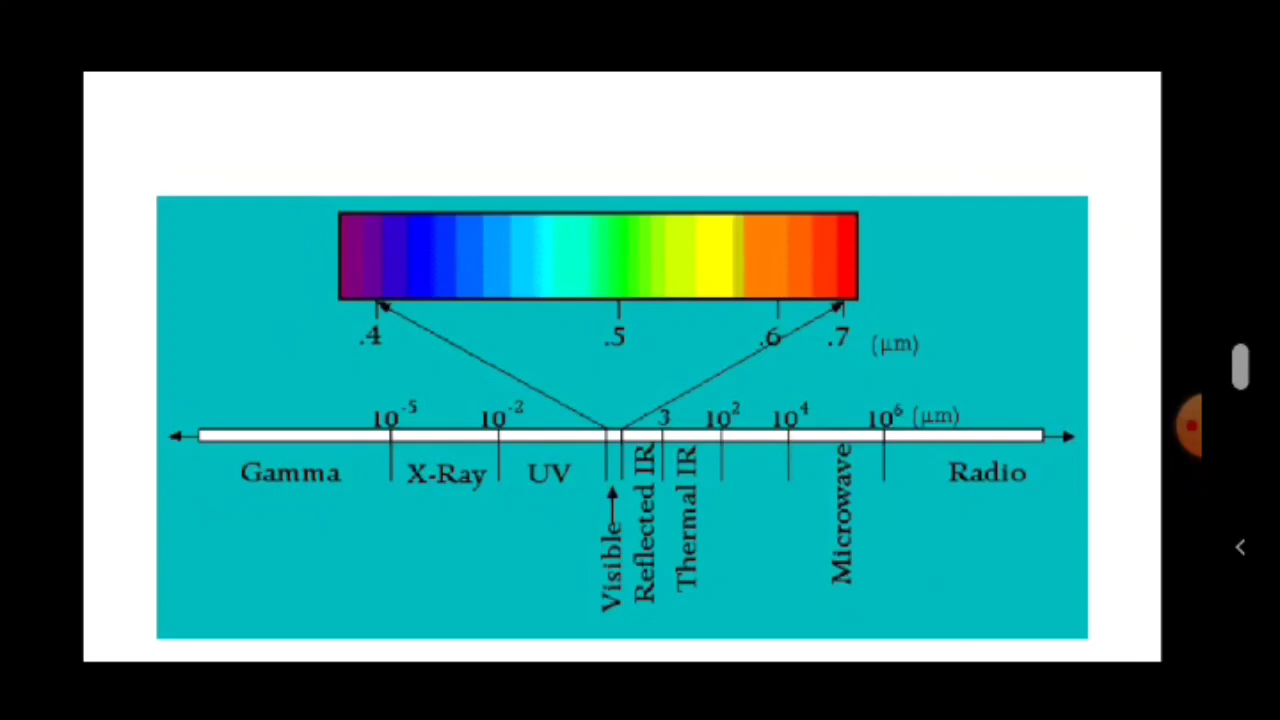 .4 .5 .6 .7 (µm)
10⁻⁵ 10⁻² 3 10² 10⁴ 10⁶ (µm)
Gamma X-Ray UV Radio
Visible
Reflected IR
Thermal IR
Microwave